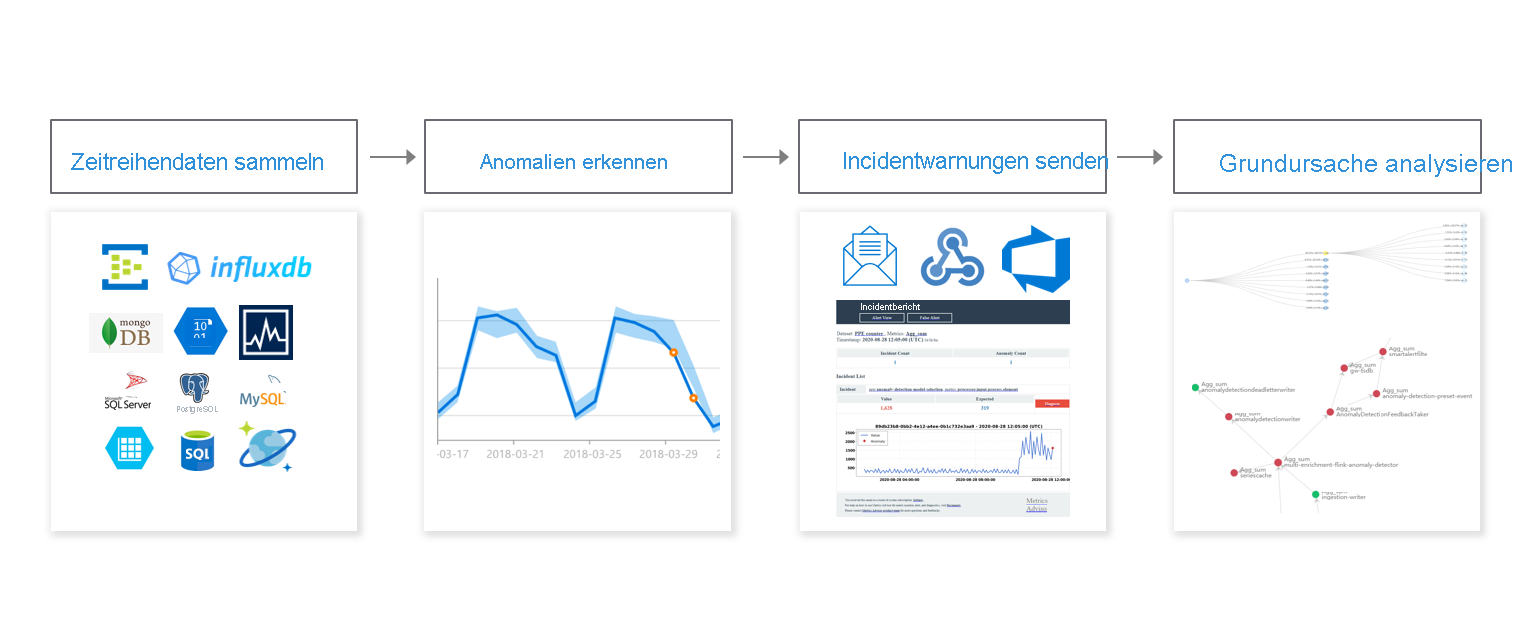 Zeitreihendaten sammeln
Anomalien erkennen
Incidentwarnungen senden
Grundursache analysieren
influxdb
mongo
DB
10
01
Microsoft
SQL Server
PostgreSQL
MySQL
SQL
-03-17
2018-03-21
2018-03-25
2018-03-29
2
Incidentbericht
Alert View
False Alert
Dataset: PPE counter , Metrics: Agg_sum
Timestamp: 2020-08-28 12:05:00 (UTC)
Incident Count
Anomaly Count
1
1
Incident List
Incident
Value
Expected
1,628
319
Diagnose
89db23b8-0bb2-4e12-a4ee-0b1c732e3aa9 - 2020-08-28 12:05:00 (UTC)
Value
Anomaly
2500
2000
1500
1000
500
2020-08-28 04:00:00
2020-08-28 08:00:00
2020-08-28 12:00:00
Metrics
Advisor
Agg_sum
smartalertfilte
Agg_sum
gw-tsdb
Agg_sum
anomalydetectiondeadletterwriter
Agg_sum
anomaly-detection-preset-event
Agg_sum
AnomalyDetectionFeedbackTaker
Agg_sum
anomalydetectionwriter
Agg_sum
multi-enrichment-flink-anomaly-detector
Agg_sum
seriescache
Agg_sum
ingestion-writer